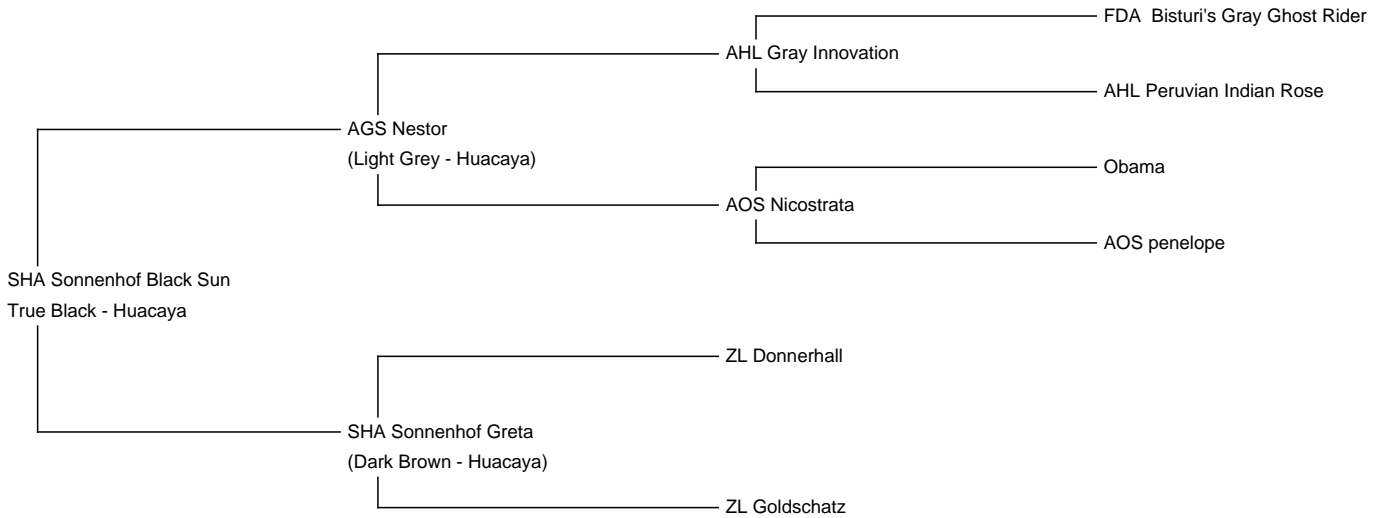 FDA  Bisturi's Gray Ghost Rider
AHL Gray Innovation
AHL Peruvian Indian Rose
AGS Nestor
(Light Grey - Huacaya)
Obama
AOS Nicostrata
AOS penelope
SHA Sonnenhof Black Sun
True Black - Huacaya
ZL Donnerhall
SHA Sonnenhof Greta
(Dark Brown - Huacaya)
ZL Goldschatz